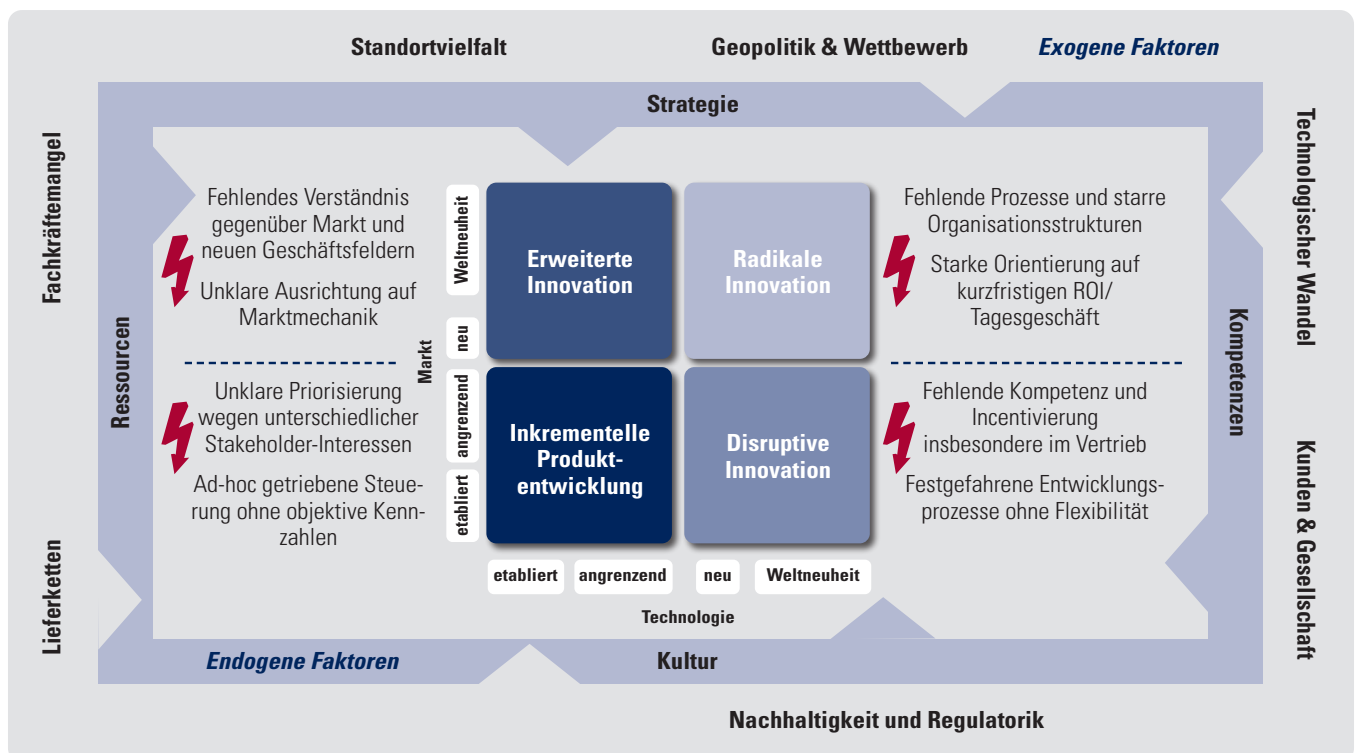 Standortvielfalt
Geopolitik & Wettbewerb
Exogene Faktoren
Strategie
Fachkräftemangel
Lieferketten
Ressourcen
Fehlendes Verständnis
gegenüber Markt und
neuen Geschäftsfeldern
Unklare Ausrichtung auf
Marktmechanik
Unklare Priorisierung
wegen unterschiedlicher
Stakeholder-Interessen
Ad-hoc getriebene Steue-
rung ohne objektive Kenn-
zahlen
Markt
Weltneuheit
neu
angrenzend
etabliert
Erweiterte
Innovation
Radikale
Innovation
Inkrementelle
Produkt-
entwicklung
Disruptive
Innovation
etabliert
angrenzend
neu
Weltneuheit
Technologie
Fehlende Prozesse und starre
Organisationsstrukturen
Starke Orientierung auf
kurzfristigen ROI/
Tagesgeschäft
Fehlende Kompetenz und
Incentivierung
insbesondere im Vertrieb
Festgefahrene Entwicklungs-
prozesse ohne Flexibilität
Kompetenzen
Technologischer Wandel
Kunden & Gesellschaft
Endogene Faktoren
Kultur
Nachhaltigkeit und Regulatorik